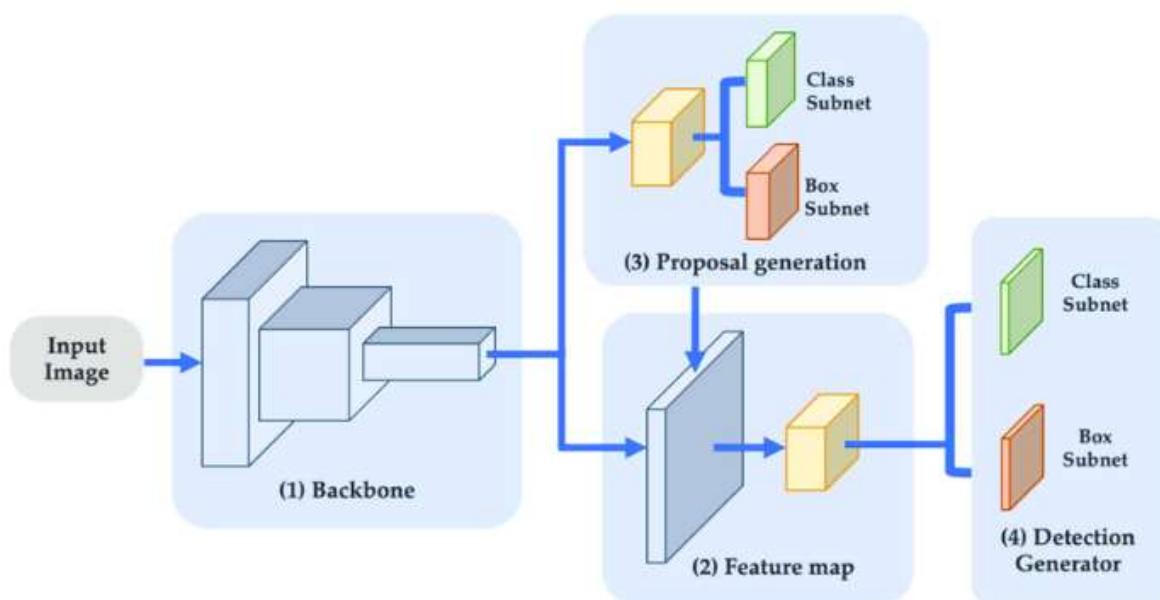 Input
Image
(1) Backbone
Class
Subnet
Box
Subnet
(3) Proposal generation
(2) Feature map
Class
Subnet
Box
Subnet
(4) Detection
Generator